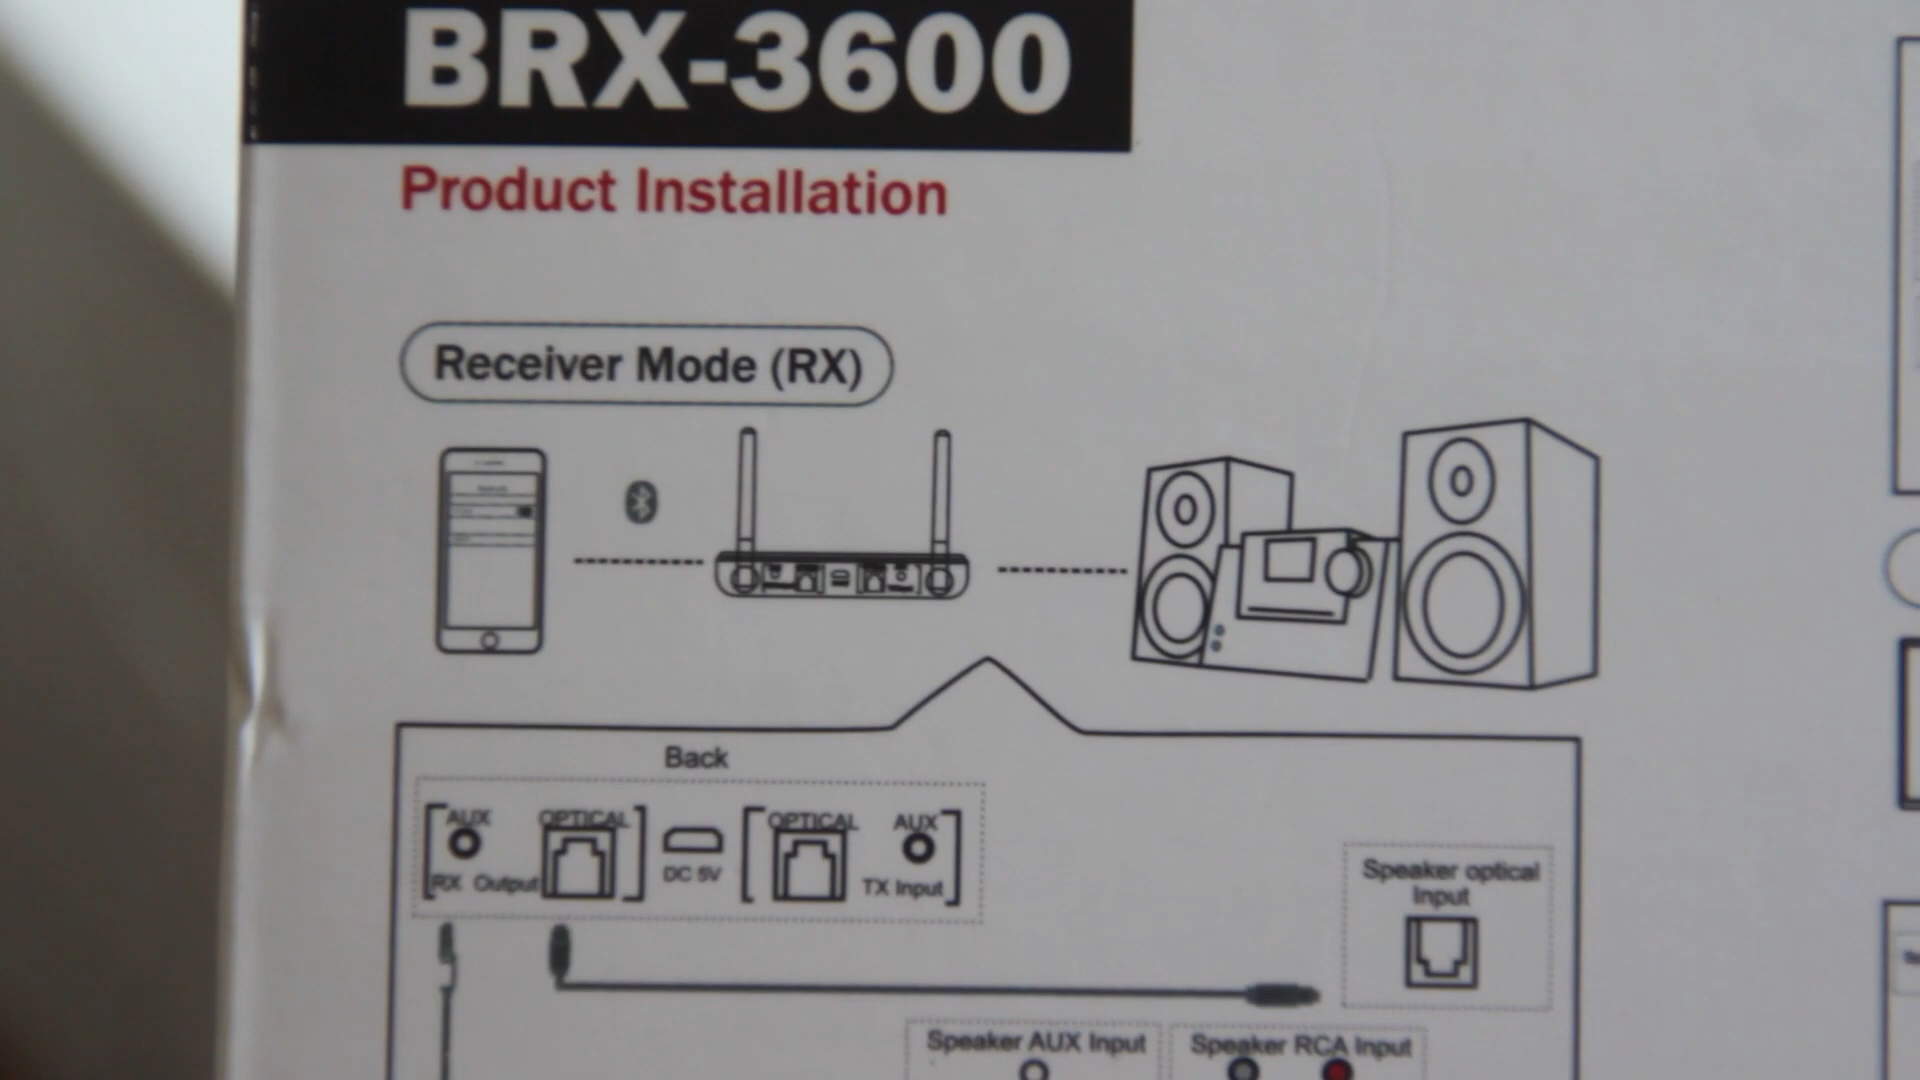 BRX-3600
Product Installation
Receiver Mode (RX)
Back
AUX OPTICAL OPTICAL AUX
RX Output DC 5V TX Input
Speaker optical
Input
Speaker AUX Input
Speaker RCA Input